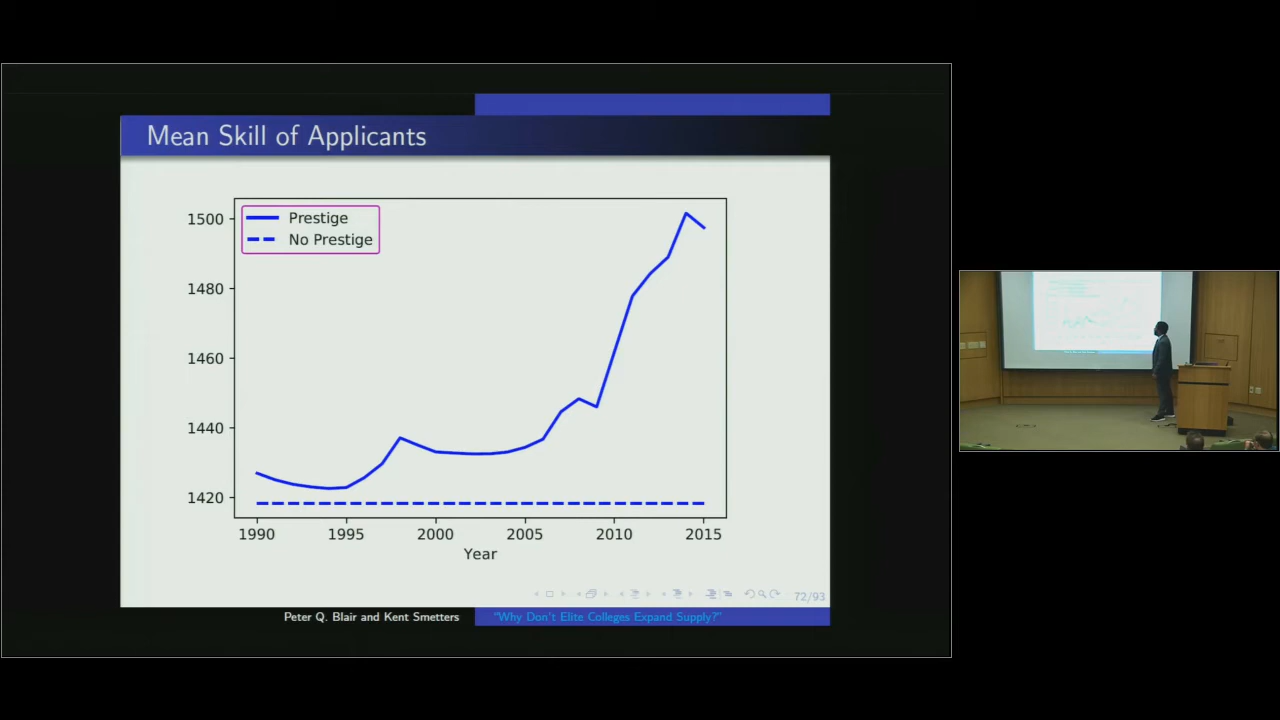 Mean Skill of Applicants
Prestige
No Prestige
1500
1480
1460
1440
1420
1990 1995 2000 2005 2010 2015
Year
72/93
Peter Q. Blair and Kent Smetters
"Why Don't Elite Colleges Expand Supply?"